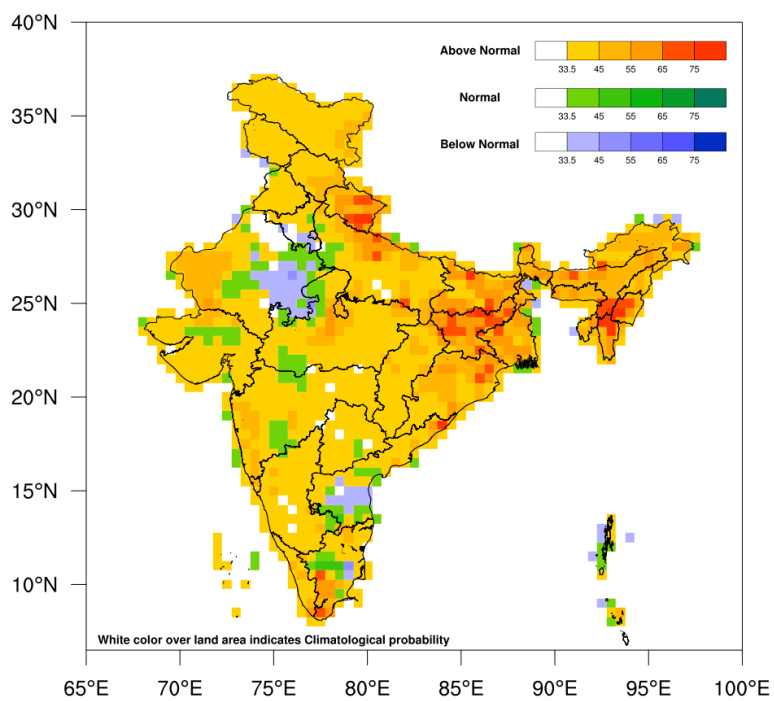 40°N
35°N
30°N
25°N
20°N
15°N
10°N
Above Normal
33.5 45 55 65 75
Normal
33.5 45 55 65 75
Below Normal
33.5 45 55 65 75
White color over land area indicates Climatological probability
65°E 70°E 75°E 80°E 85°E 90°E 95°E 100°E